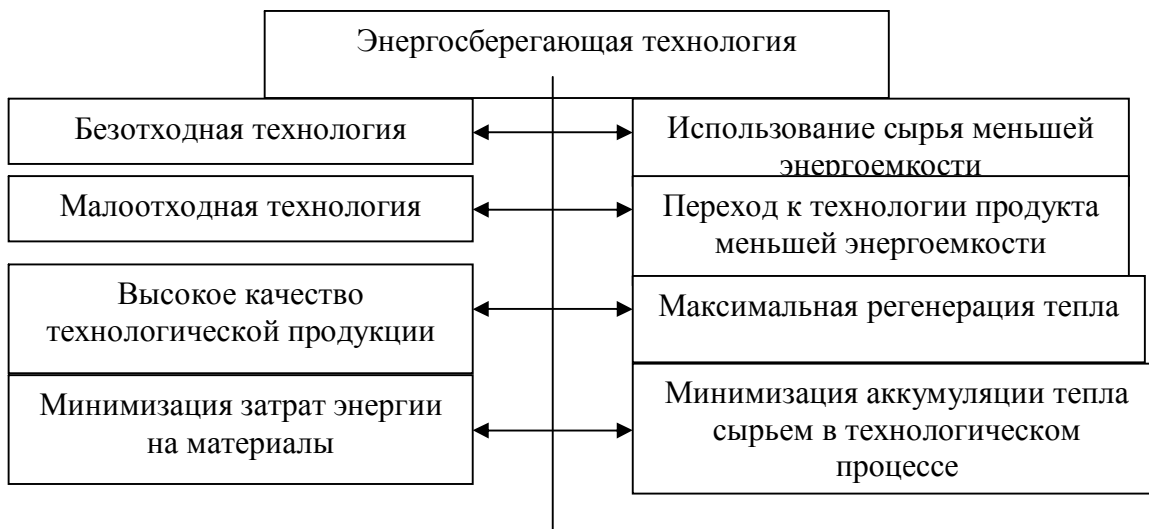 Энергосберегающая технология
Безотходная технология
Использование сырья меньшей
энергоемкости
Малоотходная технология
Переход к технологии продукта
меньшей энергоемкости
Высокое качество
технологической продукции
Максимальная регенерация тепла
Минимизация затрат энергии
на материалы
Минимизация аккумуляции тепла
сырьем в технологическом
процессе